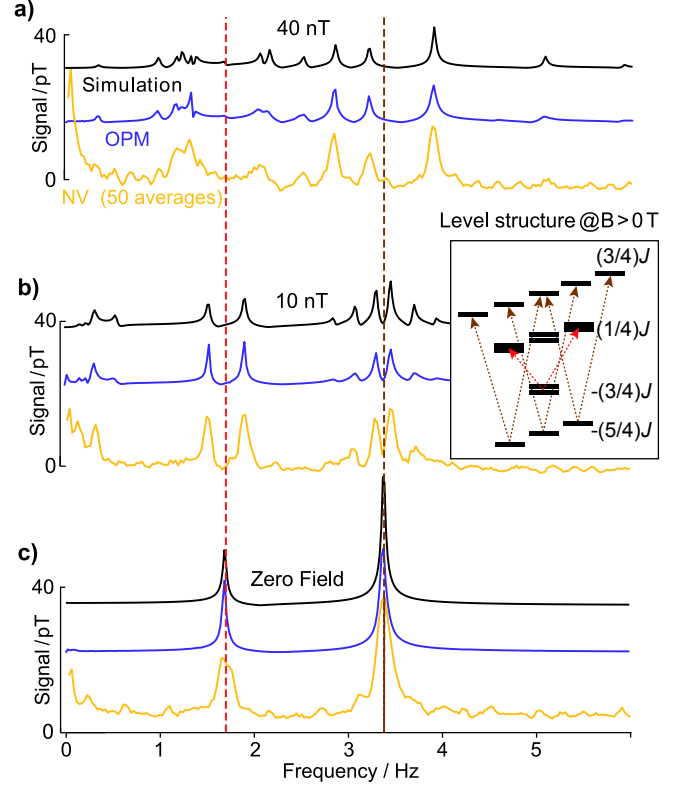 a)
40
40 nT
Simulation
Signal/pT
OPM
0
NV (50 averages)
Level structure @B > 0 T
(3/4)J
b)
10 nT
40
(1/4)J
Signal/pT
-(3/4)J
-(5/4)J
0
c)
40
Zero Field
Signal/pT
0
0 1 2 3 4 5
Frequency / Hz